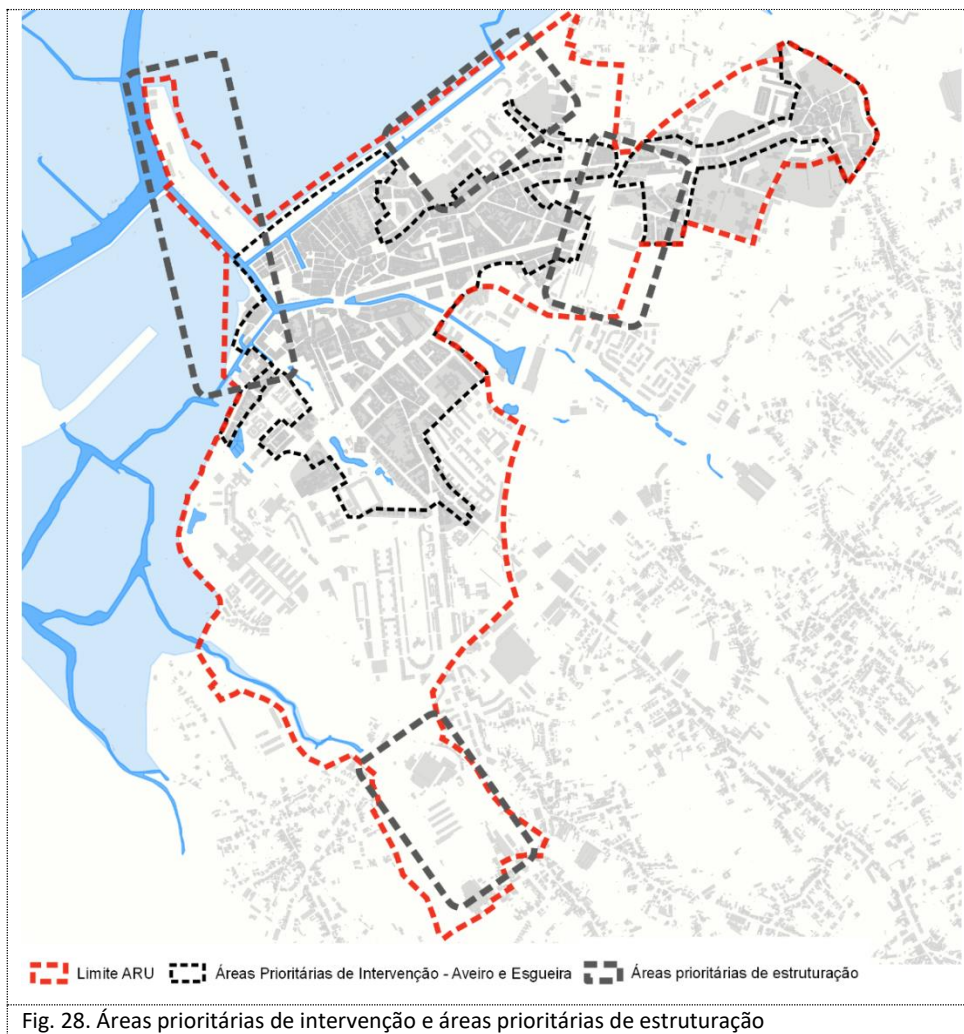 Limite ARU Áreas Prioritárias de Intervenção - Aveiro e Esgueira Áreas prioritárias de estruturação
Fig. 28. Áreas prioritárias de intervenção e áreas prioritárias de estruturação